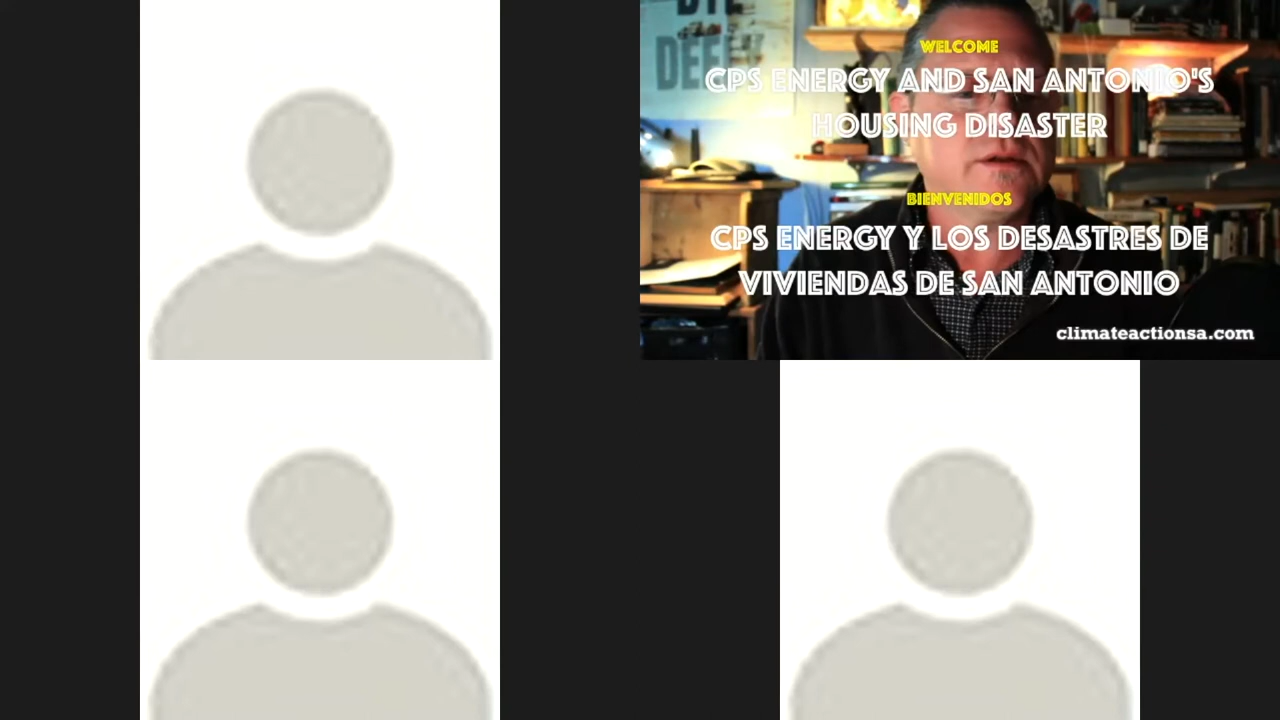 WELCOME
CPS ENERGY AND SAN ANTONIO'S
HOUSING DISASTER
BIENVENIDOS
CPS ENERGY Y LOS DESASTRES DE
VIVIENDAS DE SAN ANTONIO
climateactionsa.com